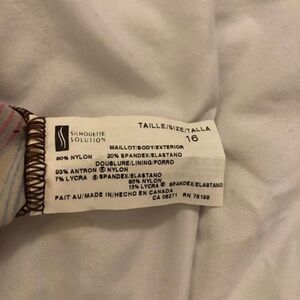 SILHOUETTE
SOLUTION
TAILLE/SIZE/TALLA
16
MAILLOT/BODY/EXTERIOR
80% NYLON 20% SPANDEX/ELASTANO
DOUBLURE/LINING/FORRO
93% ANTRON ® NYLON
7% LYCRA ® SPANDEX/ELASTANO
85% NYLON
15% LYCRA ® SPANDEX/ELASTANO
FAIT AU/MADE IN/HECHO EN CANADA
CA 06271 RN 76199